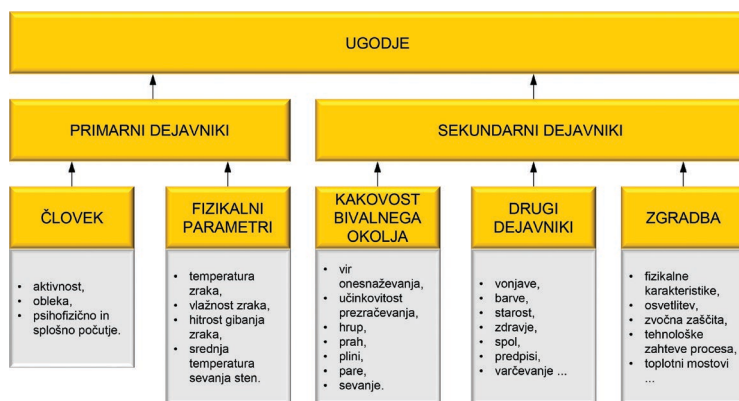 UGODJE
PRIMARNI DEJAVNIKI
SEKUNDARNI DEJAVNIKI
ČLOVEK
• aktivnost,
• obleka,
• psihofizično in
splošno počutje.
FIZIKALNI
PARAMETRI
• temperatura
zraka,
• vlažnost zraka,
• hitrost gibanja
zraka,
• srednja
temperatura
sevanja sten.
KAKOVOST
BIVALNEGA
OKOLJA
• vir
onesnaževanja,
• učinkovitost
prezračevanja,
• hrup,
• prah,
• plini,
• pare,
• sevanje.
DRUGI
DEJAVNIKI
• vonjave,
• barve,
• starost,
• zdravje,
• spol,
• predpisi,
• varčevanje ...
ZGRADBA
• fizikalne
karakteristike,
• osvetlitev,
• zvočna zaščita,
• tehnološke
zahteve procesa,
• toplotni mostovi
...